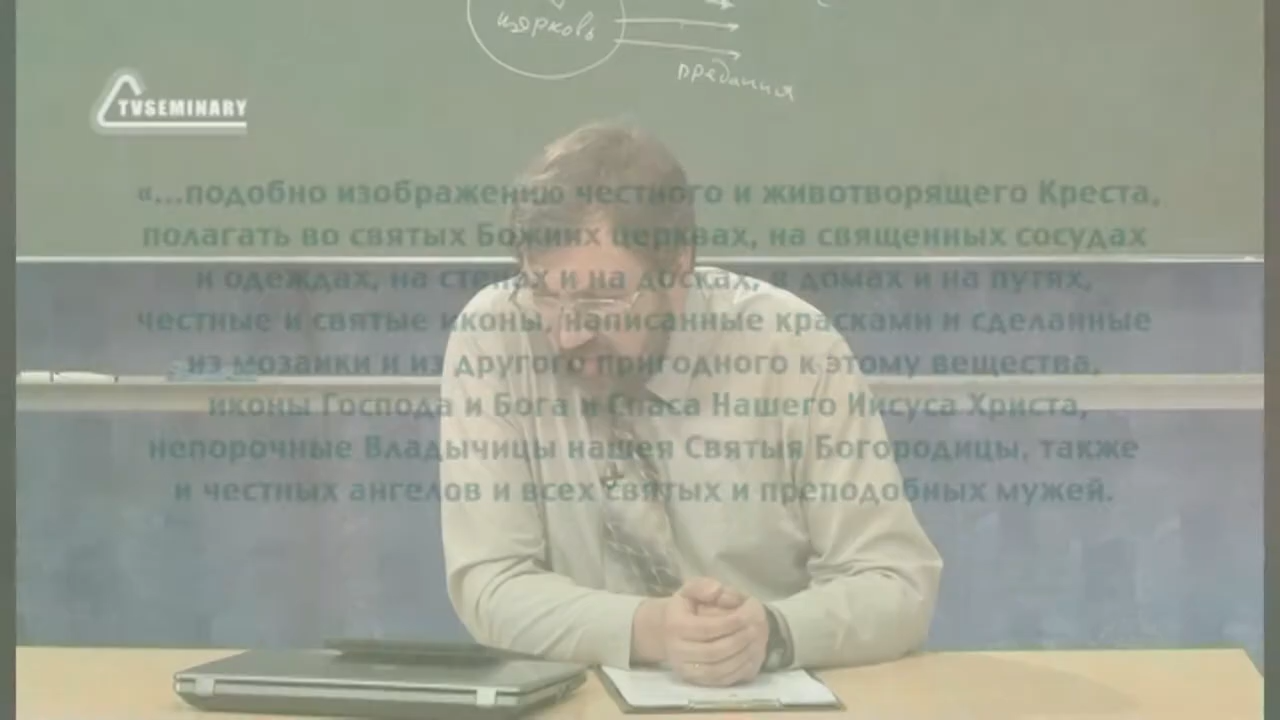 церковь
предания
TVSEMINARY
«...подобно изображению честного и животворящего Креста,
полагать во святых Божиих церквах, на священных сосудах
и одеждах, на стенах и на досках, в домах и на путях,
честные и святые иконы, написанные красками и сделанные
из мозаики и из другого пригодного к этому вещества,
иконы Господа и Бога и Спаса Нашего Иисуса Христа,
непорочные Владычицы нашея Святыя Богородицы, также
и честных ангелов и всех святых и преподобных мужей.